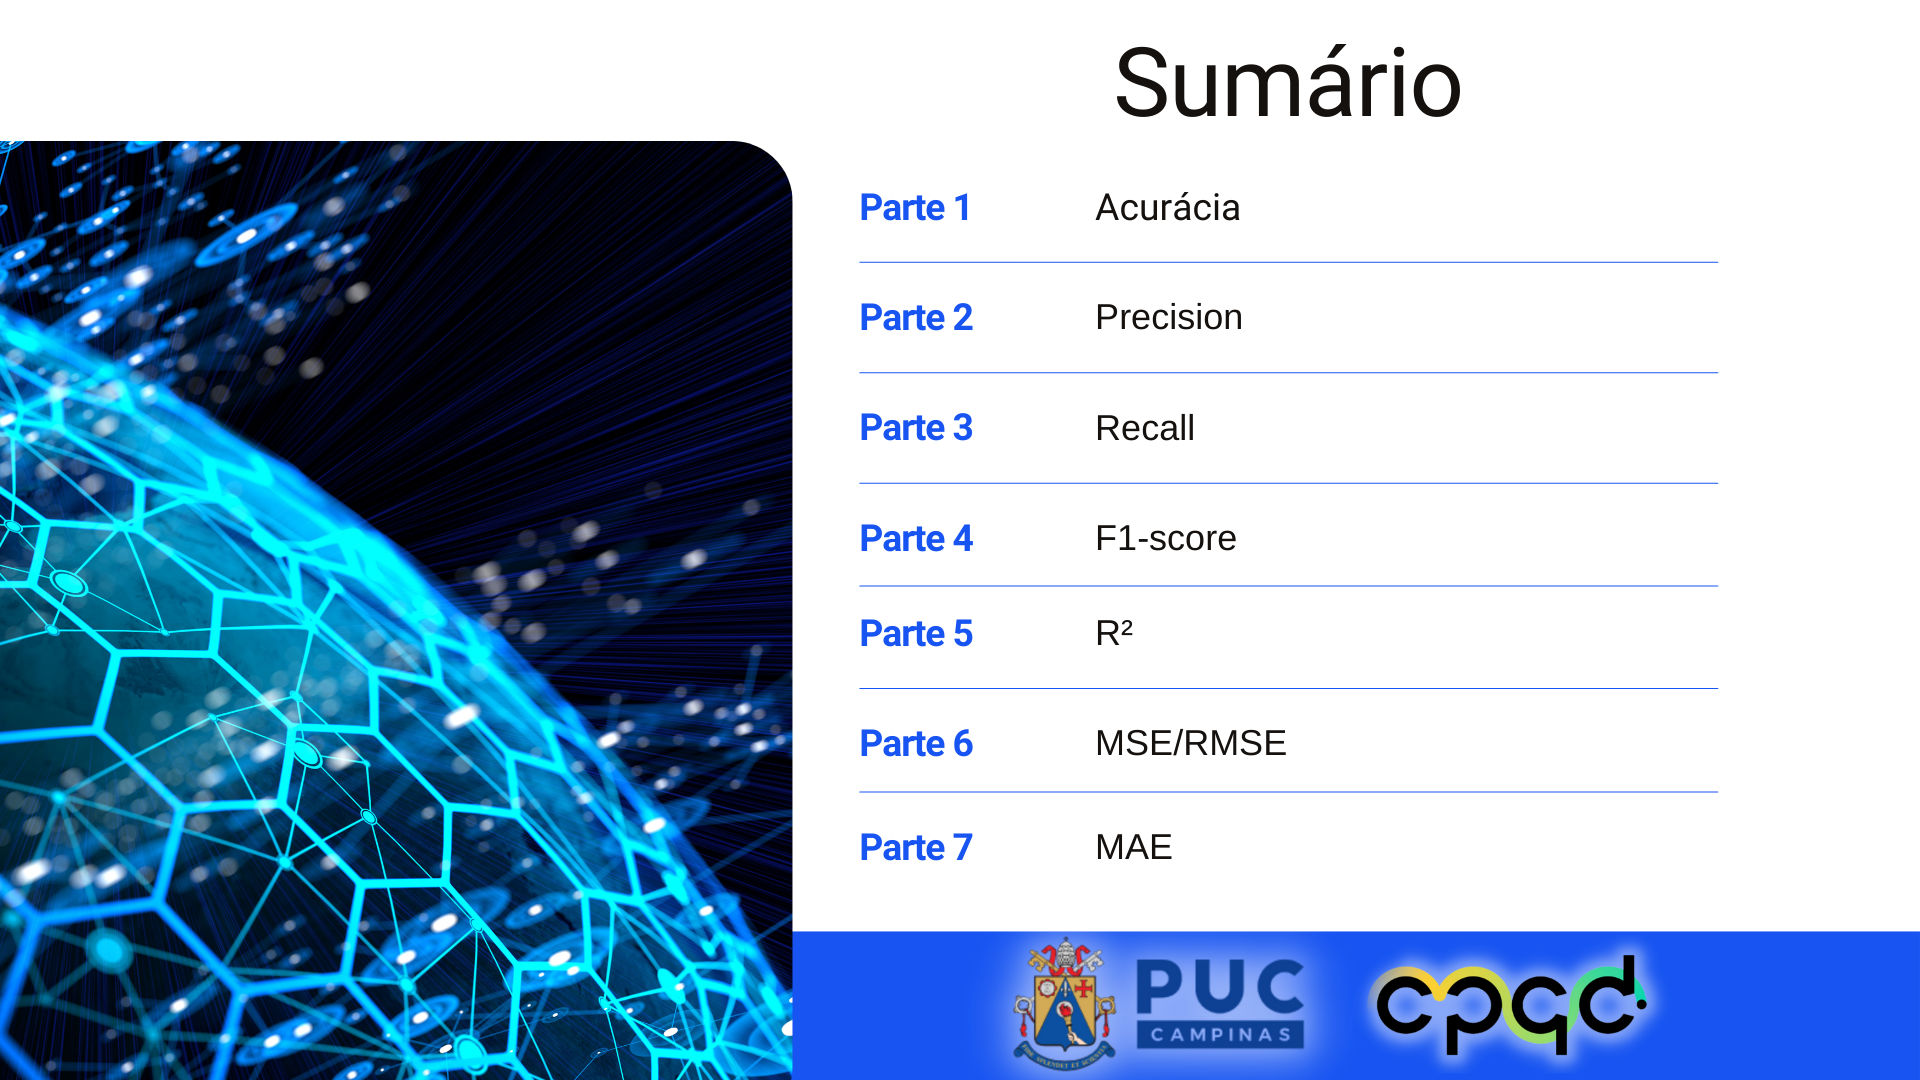 Sumário
Parte 1 Acurácia
Parte 2 Precision
Parte 3 Recall
Parte 4 F1-score
Parte 5 R²
Parte 6 MSE/RMSE
Parte 7 MAE
PUC
CAMPINAS
cpqd